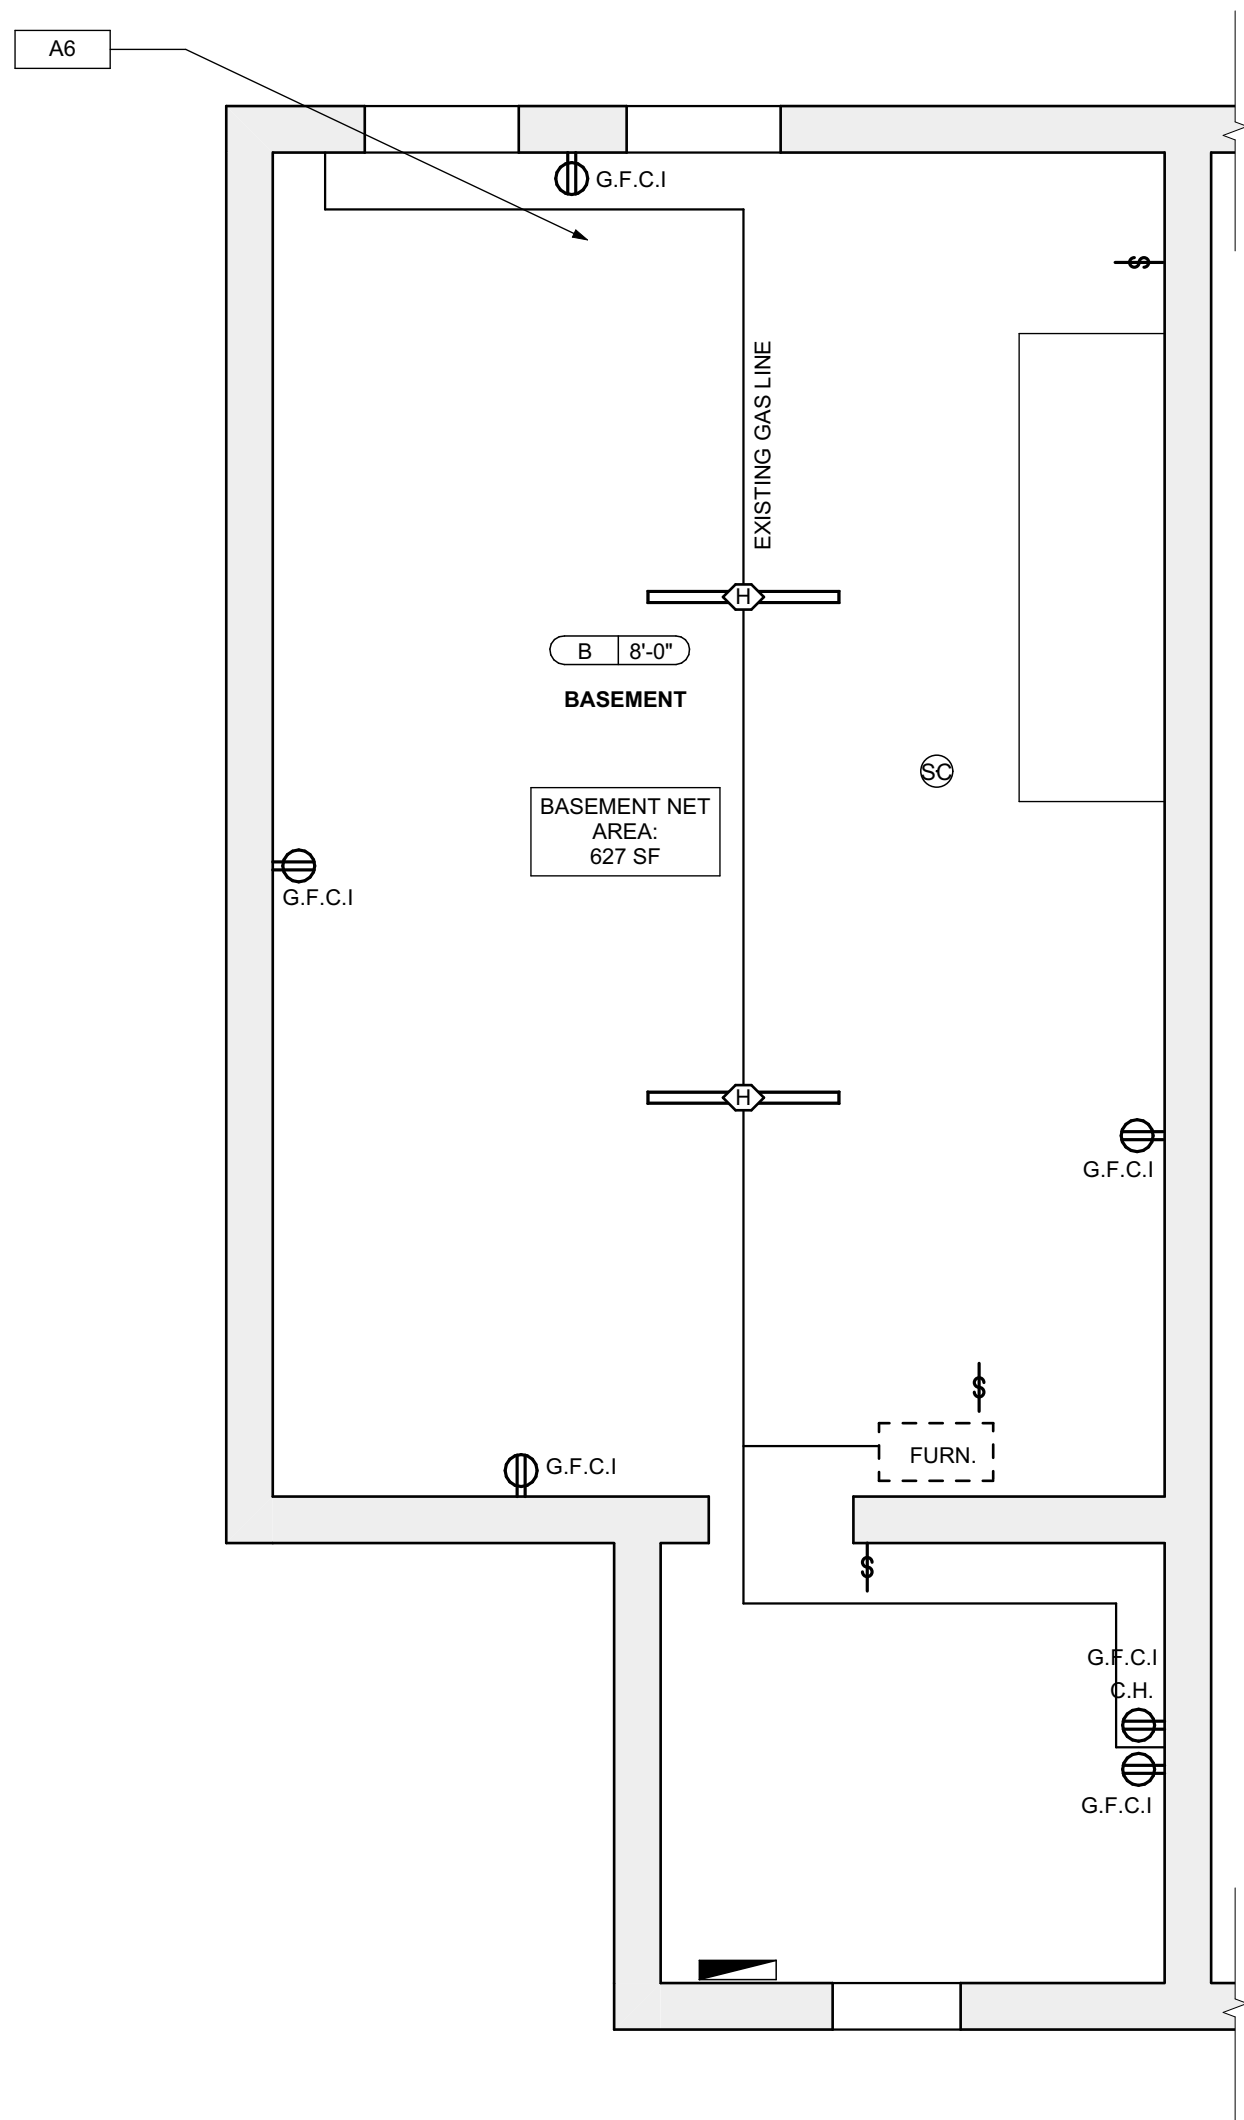 A6
G.F.C.I
$
EXISTING GAS LINE
H
B 8'-0"
BASEMENT
SC
BASEMENT NET
AREA:
627 SF
G.F.C.I
H
G.F.C.I
$
FURN.
G.F.C.I
$
G.F.C.I
C.H.
G.F.C.I